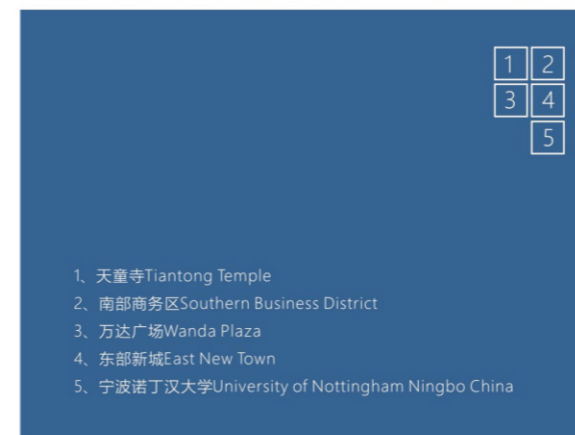 1 2
3 4
5
1、天童寺Tiantong Temple
2、南部商务区Southern Business District
3、万达广场Wanda Plaza
4、东部新城East New Town
5、宁波诺丁汉大学University of Nottingham Ningbo China